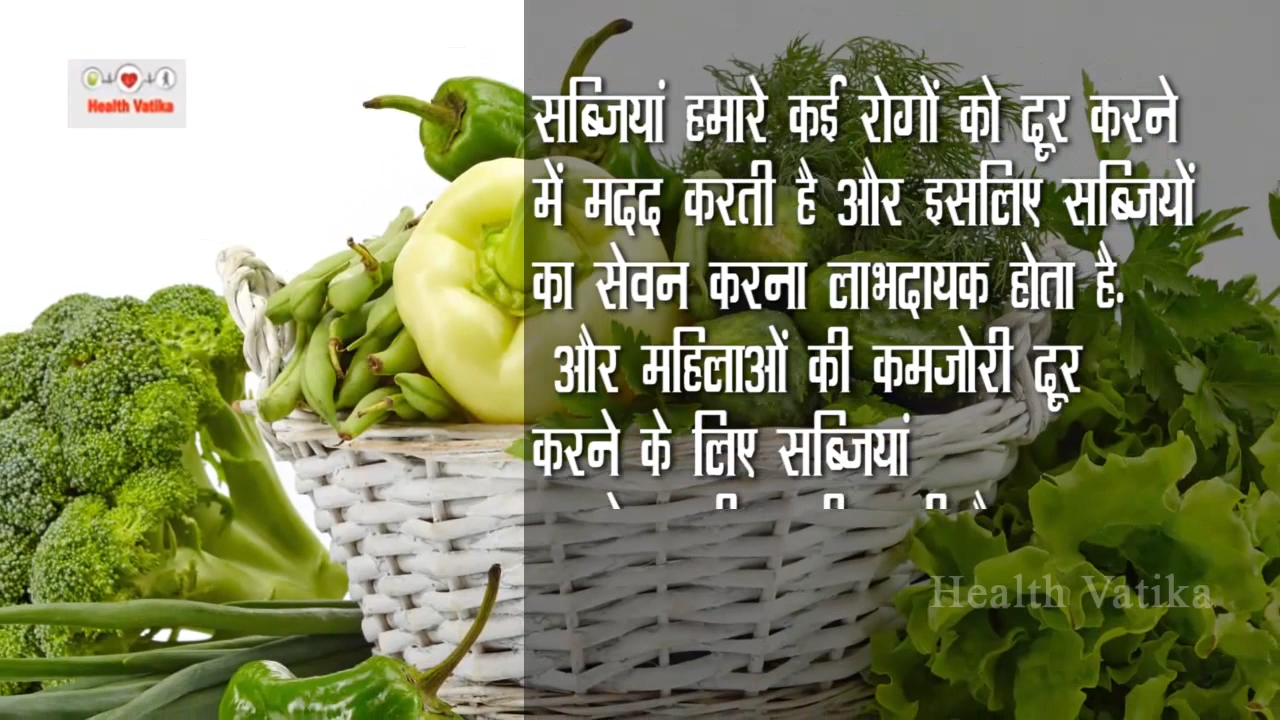 Health Vatika
सब्जियां हमारे कई रोगों को दूर करने
में मदद करती है और इसलिए सब्जियों
का सेवन करना लाभदायक होता है.
और महिलाओं की कमजोरी दूर
करने के लिए सब्जियां
Health Vatika